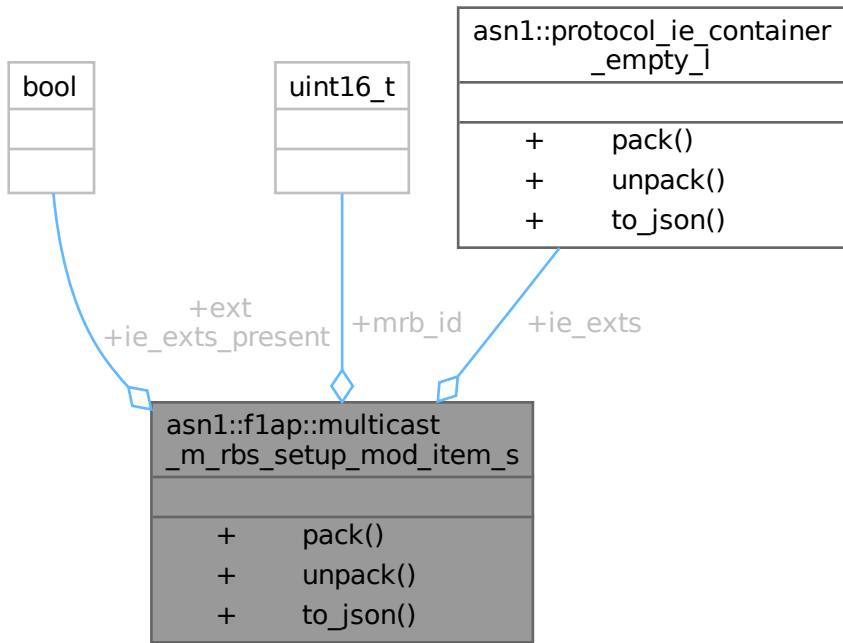 asn1::protocol_ie_container
_empty_l
bool
uint16_t
+ pack()
+ unpack()
+ to_json()
+ext
+ie_exts_present
+mrb_id
+ie_exts
asn1::f1ap::multicast
_m_rbs_setup_mod_item_s
+ pack()
+ unpack()
+ to_json()